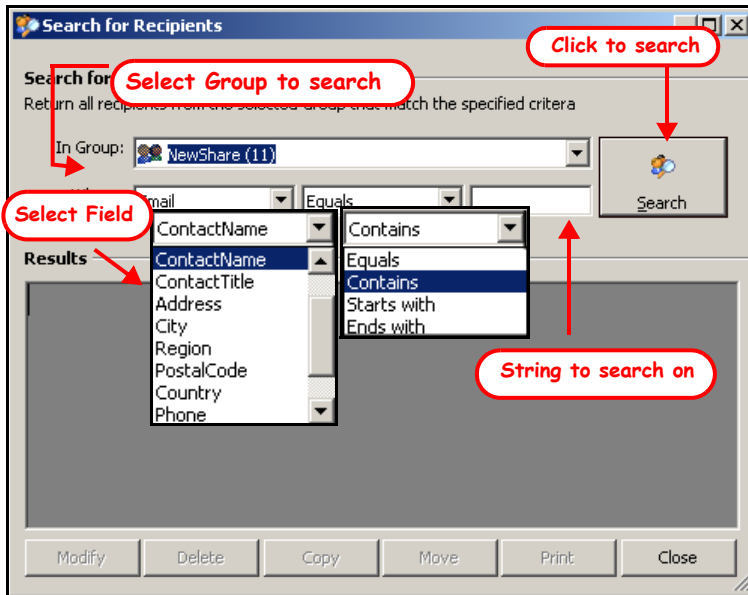 Search for Recipients
Click to search
Search for
Select Group to search
Return all recipients from the selected Group that match the specified critera
In Group:
NewShare (11)
Search
Email
Equals
Select Field
ContactName
Contains
Results
ContactName
ContactTitle
Address
City
Region
PostalCode
Country
Phone
Equals
Contains
Starts with
Ends with
String to search on
Modify
Delete
Copy
Move
Print
Close